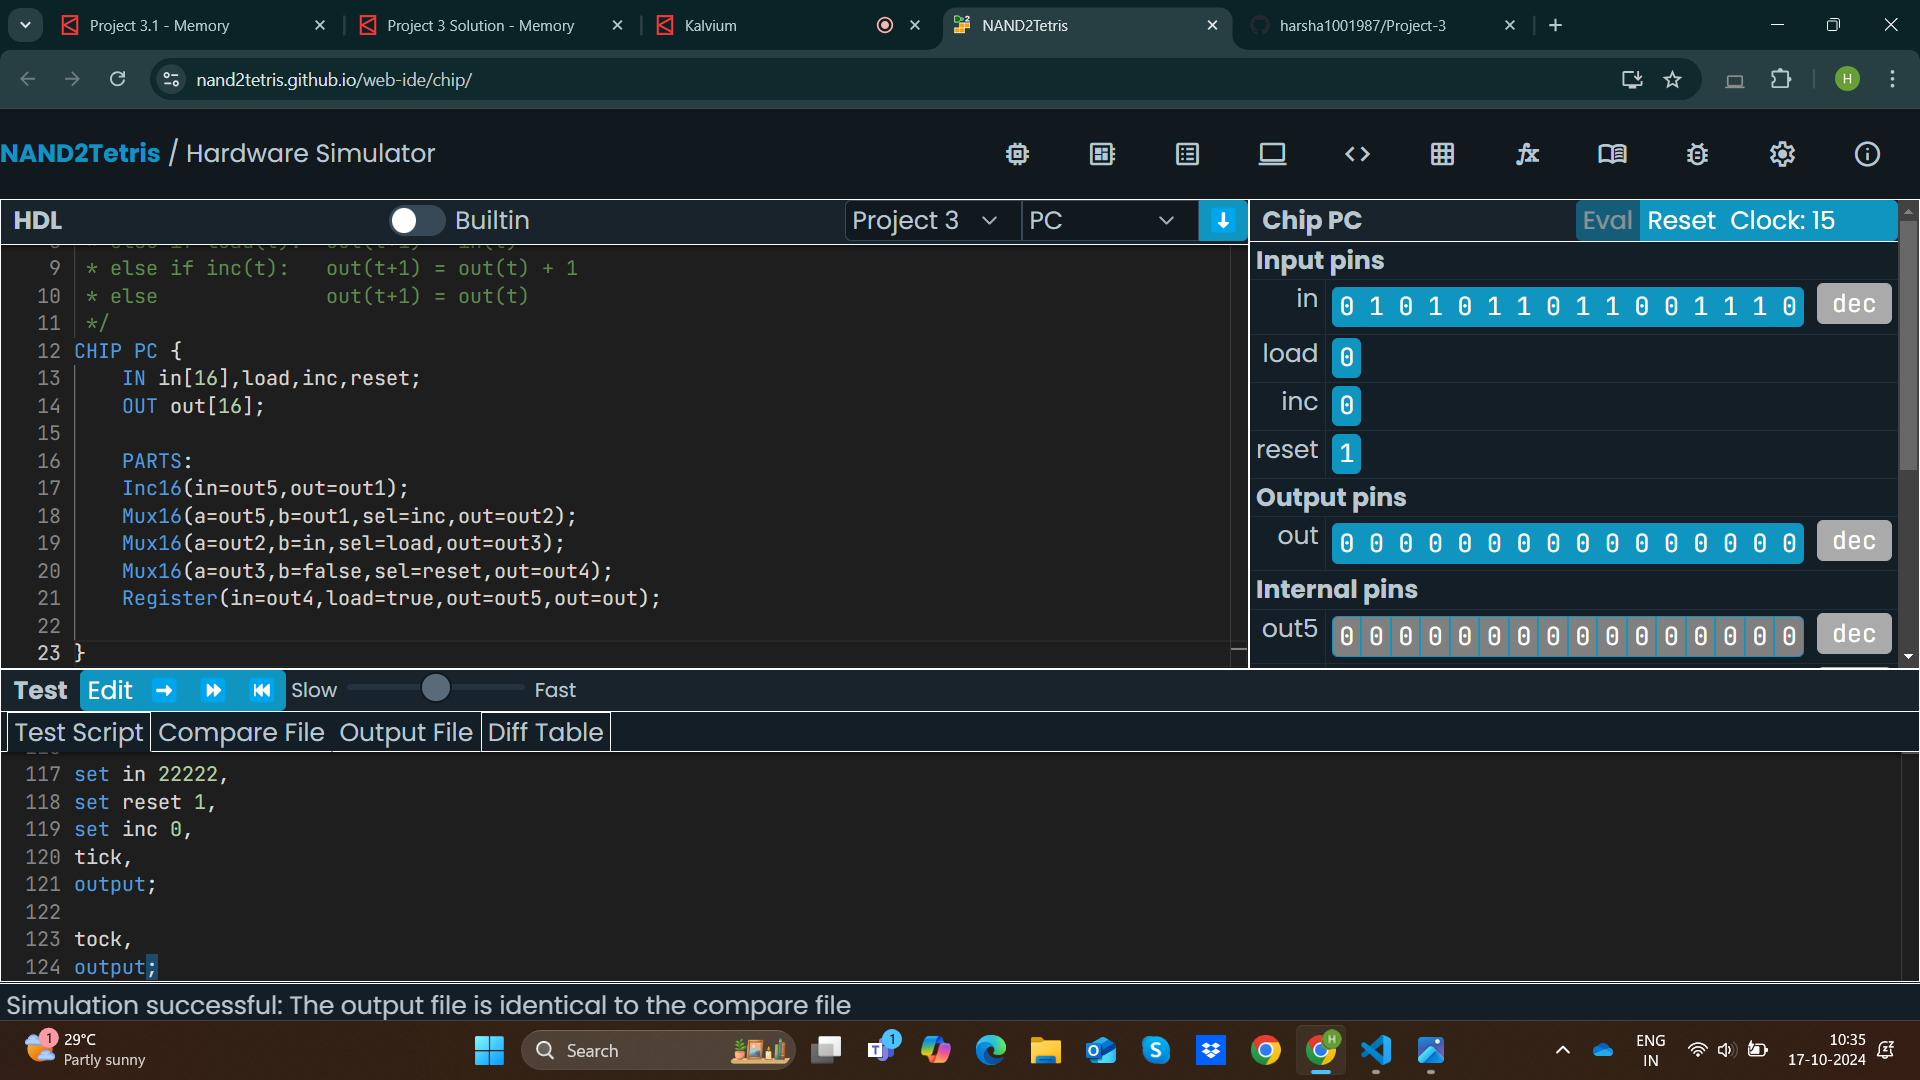 Project 3.1 - Memory
Project 3 Solution - Memory
Kalvium
NAND2Tetris
harsha1001987/Project-3
nand2tetris.github.io/web-ide/chip/
H
NAND2Tetris / Hardware Simulator
HDL
Builtin
Project 3
PC
Chip PC
Eval
Reset Clock: 15
9 * else if inc(t): out(t+1) = out(t) + 1
10 * else out(t+1) = out(t)
11 */
12 CHIP PC {
13 IN in[16],load,inc,reset;
14 OUT out[16];
15
16 PARTS:
17 Inc16(in=out5,out=out1);
18 Mux16(a=out5,b=out1,sel=inc,out=out2);
19 Mux16(a=out2,b=in,sel=load,out=out3);
20 Mux16(a=out3,b=false,sel=reset,out=out4);
21 Register(in=out4,load=true,out=out5,out=out);
22
23 }
Input pins
in 0 1 0 1 0 1 1 0 1 1 0 0 1 1 1 0 dec
load 0
inc 0
reset 1
Output pins
out 0 0 0 0 0 0 0 0 0 0 0 0 0 0 0 0 dec
Internal pins
out5 0 0 0 0 0 0 0 0 0 0 0 0 0 0 0 0 dec
Test Edit Slow Fast
Test Script Compare File Output File Diff Table
117 set in 22222,
118 set reset 1,
119 set inc 0,
120 tick,
121 output;
122
123 tock,
124 output;
Simulation successful: The output file is identical to the compare file
1
29°C
Partly sunny
Search
1
H
ENG
IN
10:35
17-10-2024